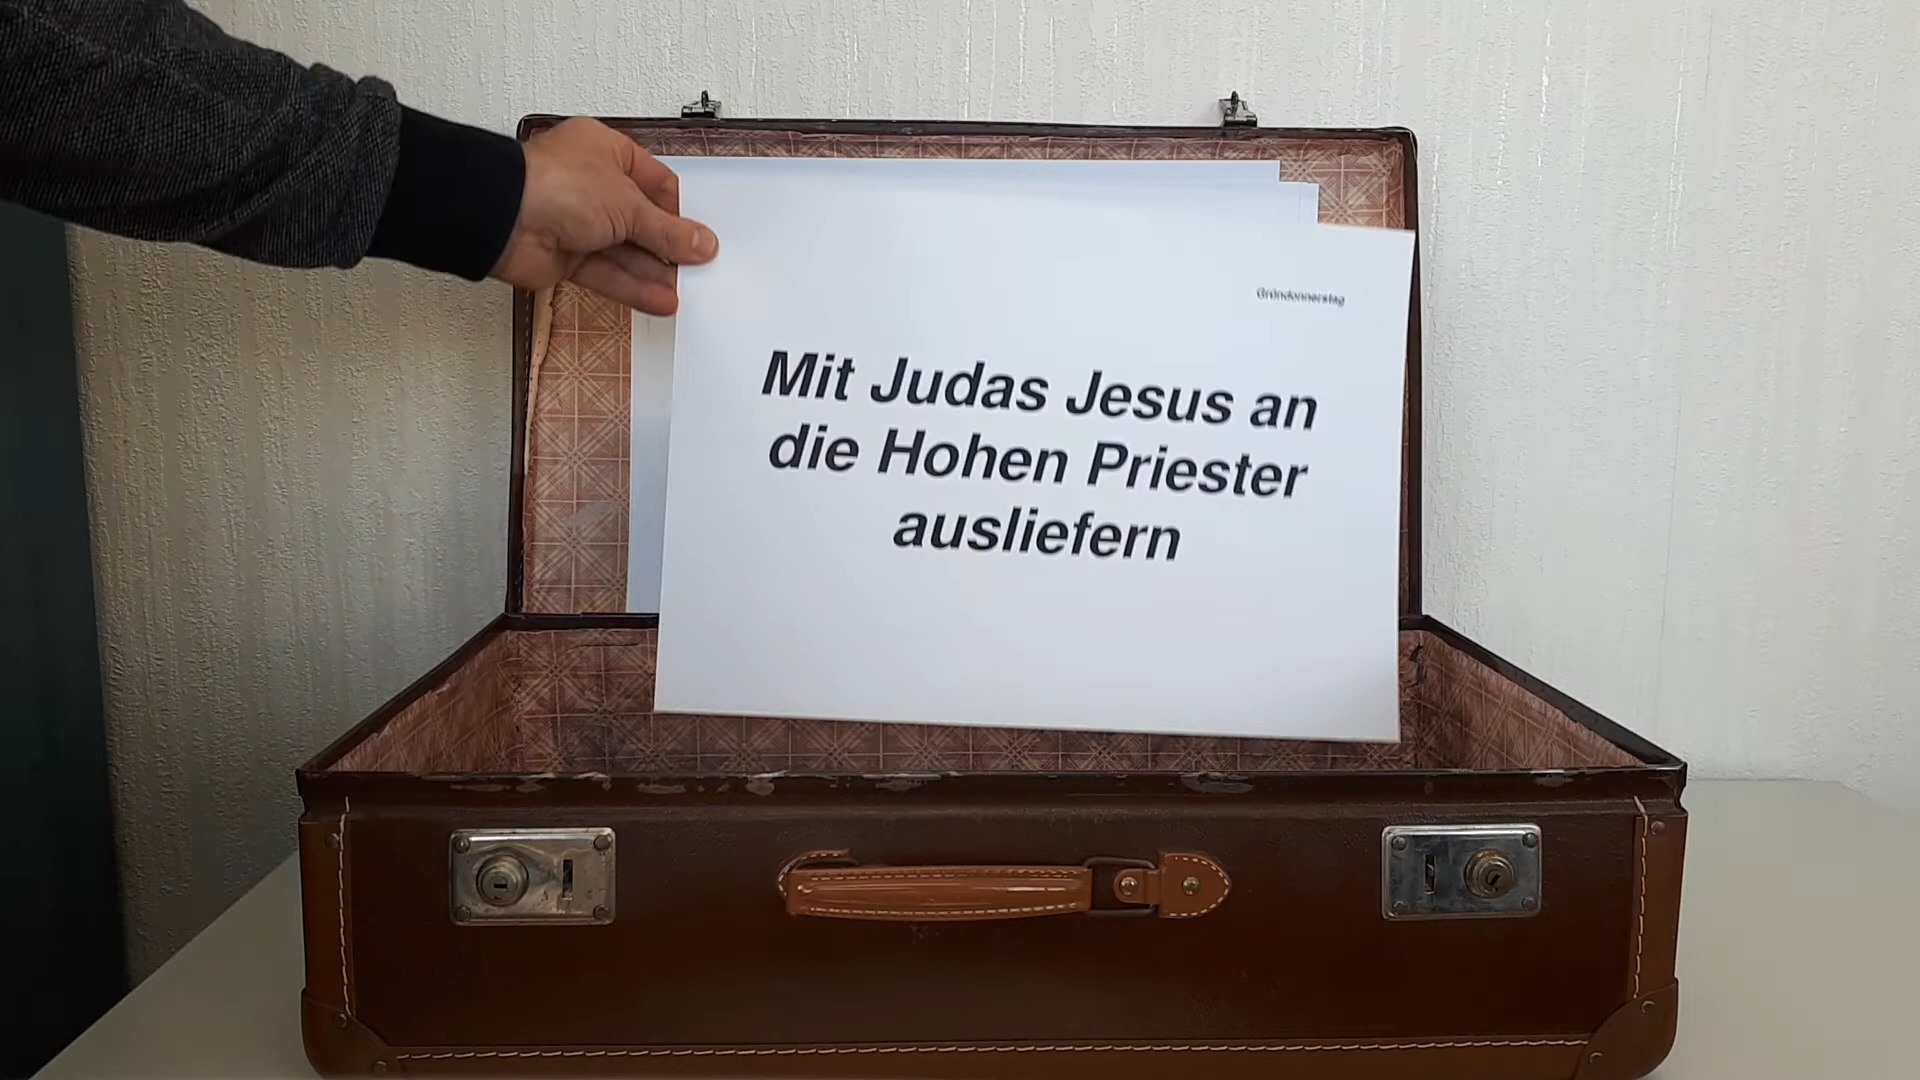 Gründonnerstag
Mit Judas Jesus an
die Hohen Priester
ausliefern